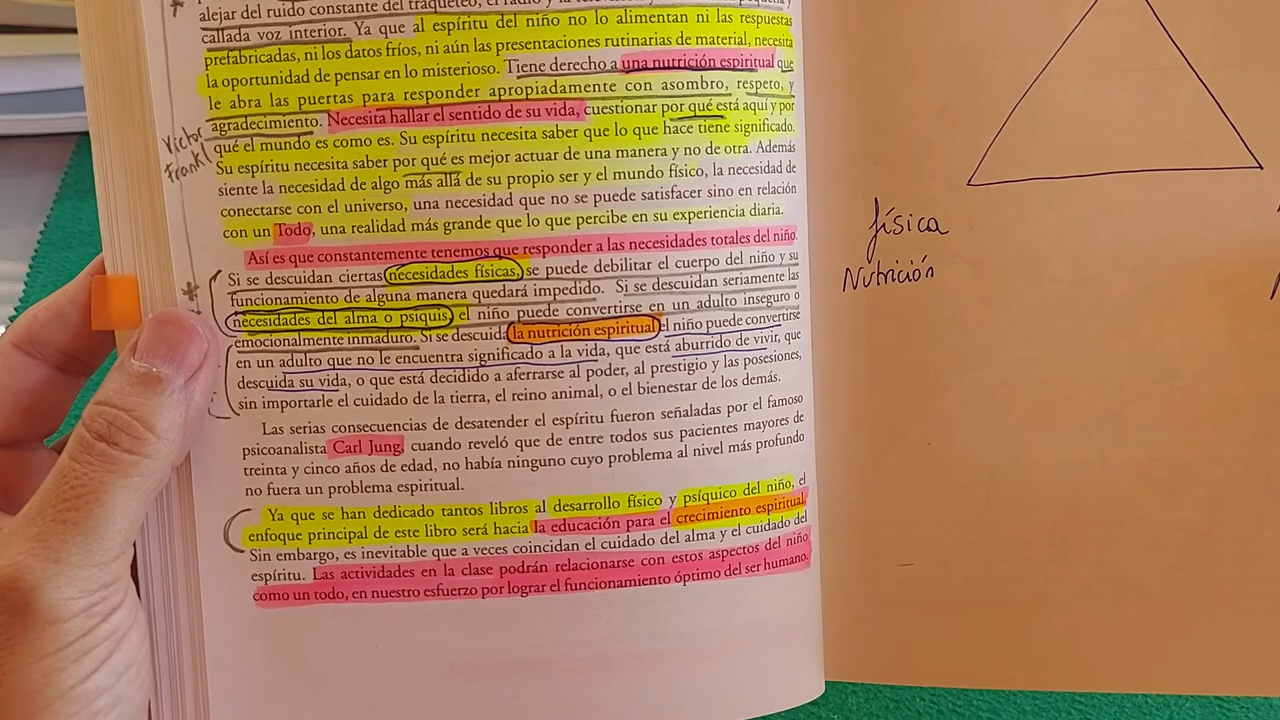 alejar del ruido constante del traqueteo, el radio y la
callada voz interior. Ya que al espíritu del niño no lo alimentan ni las respuestas
prefabricadas, ni los datos fríos, ni aún las presentaciones rutinarias de material, necesita
la oportunidad de pensar en lo misterioso. Tiene derecho a una nutrición espiritual que
le abra las puertas para responder apropiadamente con asombro, respeto, y
agradecimiento. Necesita hallar el sentido de su vida, cuestionar por qué está aquí y por
qué el mundo es como es. Su espíritu necesita saber que lo que hace tiene significado.
Su espíritu necesita saber por qué es mejor actuar de una manera y no de otra. Además
siente la necesidad de algo más allá de su propio ser y el mundo físico, la necesidad de
conectarse con el universo, una necesidad que no se puede satisfacer sino en relación
con un Todo, una realidad más grande que lo que percibe en su experiencia diaria.
Así es que constantemente tenemos que responder a las necesidades totales del niño.
Si se descuidan ciertas necesidades físicas, se puede debilitar el cuerpo del niño y su
funcionamiento de alguna manera quedará impedido. Si se descuidan seriamente las
necesidades del alma o psiquis el niño puede convertirse en un adulto inseguro o
emocionalmente inmaduro. Si se descuida la nutrición espiritual el niño puede convertirse
en un adulto que no le encuentra significado a la vida, que está aburrido de vivir, que
descuida su vida, o que está decidido a aferrarse al poder, al prestigio y las posesiones,
sin importarle el cuidado de la tierra, el reino animal, o el bienestar de los demás.
Las serias consecuencias de desatender el espíritu fueron señaladas por el famoso
psicoanalista Carl Jung, cuando reveló que de entre todos sus pacientes mayores de
treinta y cinco años de edad, no había ninguno cuyo problema al nivel más profundo
no fuera un problema espiritual.
Ya que se han dedicado tantos libros al desarrollo físico y psíquico del niño, el
enfoque principal de este libro será hacia la educación para el crecimiento espiritual.
Sin embargo, es inevitable que a veces coincidan el cuidado del alma y el cuidado del
espíritu. Las actividades en la clase podrán relacionarse con estos aspectos del niño
como un todo, en nuestro esfuerzo por lograr el funcionamiento óptimo del ser humano.
Victor
Frankl
física
Nutrición